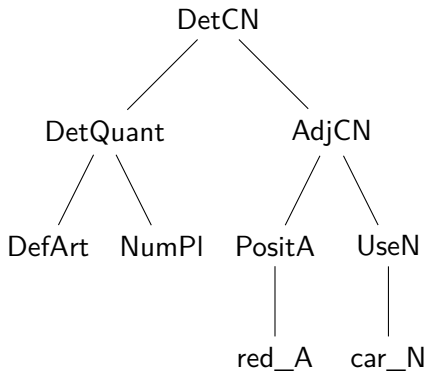 DetCN
DetQuant AdjCN
DefArt NumPl PositA UseN
red_A car_N